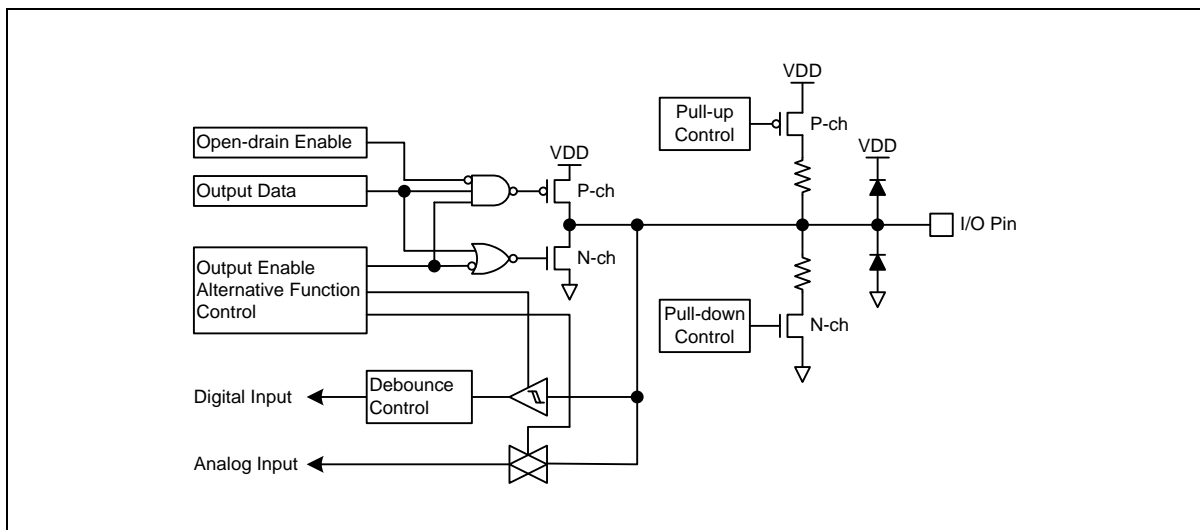 VDD
Pull-up
Control
P-ch
Open-drain Enable
VDD
VDD
Output Data
P-ch
I/O Pin
Output Enable
Alternative Function
Control
N-ch
Pull-down
Control
N-ch
Digital Input
Debounce
Control
Analog Input